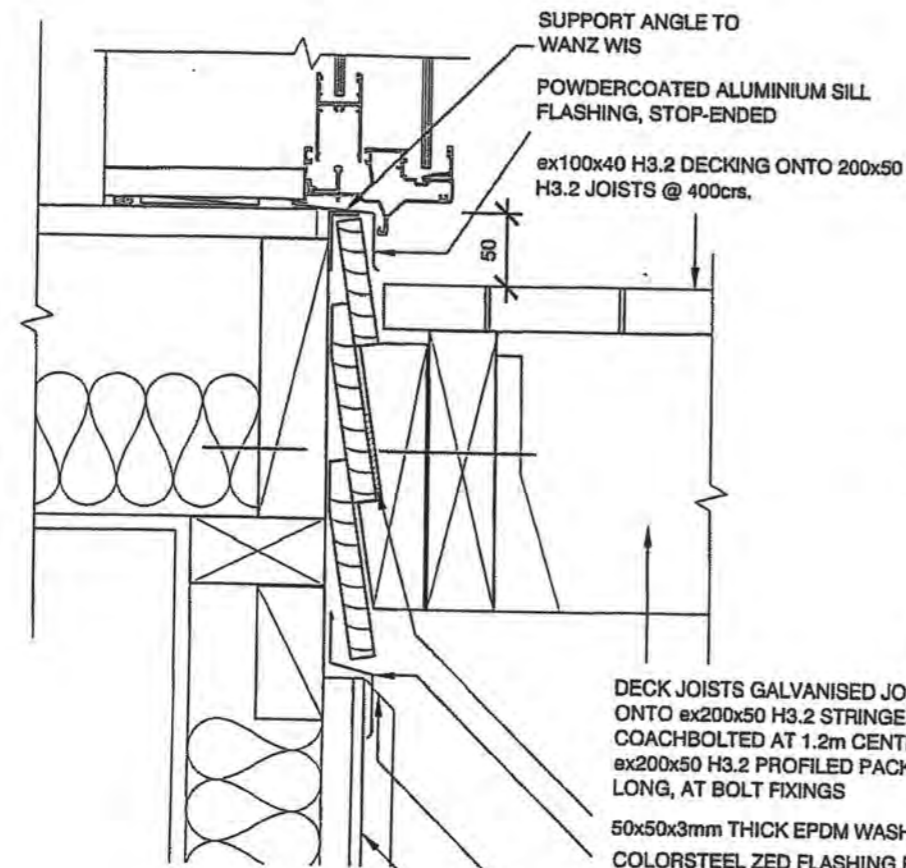 SUPPORT ANGLE TO
WANZ WIS
POWDERCOATED ALUMINIUM SILL
FLASHING, STOP-ENDED
ex100x40 H3.2 DECKING ONTO 200x50
H3.2 JOISTS @ 400crs.
50
DECK JOISTS GALVANISED
ONTO ex200x50 H3.2
COACHBOLTED AT 1.2m
ex200x50 H3.2 PROFILED
LONG, AT BOLT FIXINGS
50x50x3mm THICK EPDM
COLORSTEEL ZED FLASHING